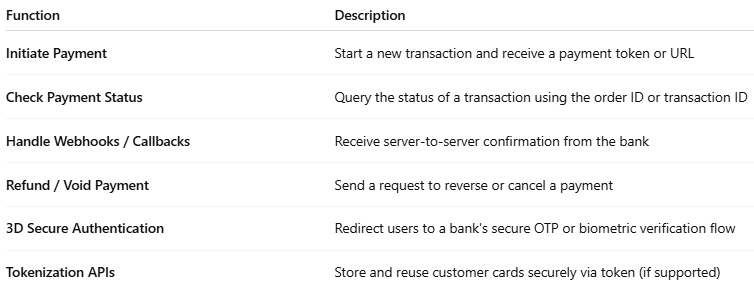 Function Description
Initiate Payment Start a new transaction and receive a payment token or URL
Check Payment Status Query the status of a transaction using the order ID or transaction ID
Handle Webhooks / Callbacks Receive server-to-server confirmation from the bank
Refund / Void Payment Send a request to reverse or cancel a payment
3D Secure Authentication Redirect users to a bank's secure OTP or biometric verification flow
Tokenization APIs Store and reuse customer cards securely via token (if supported)